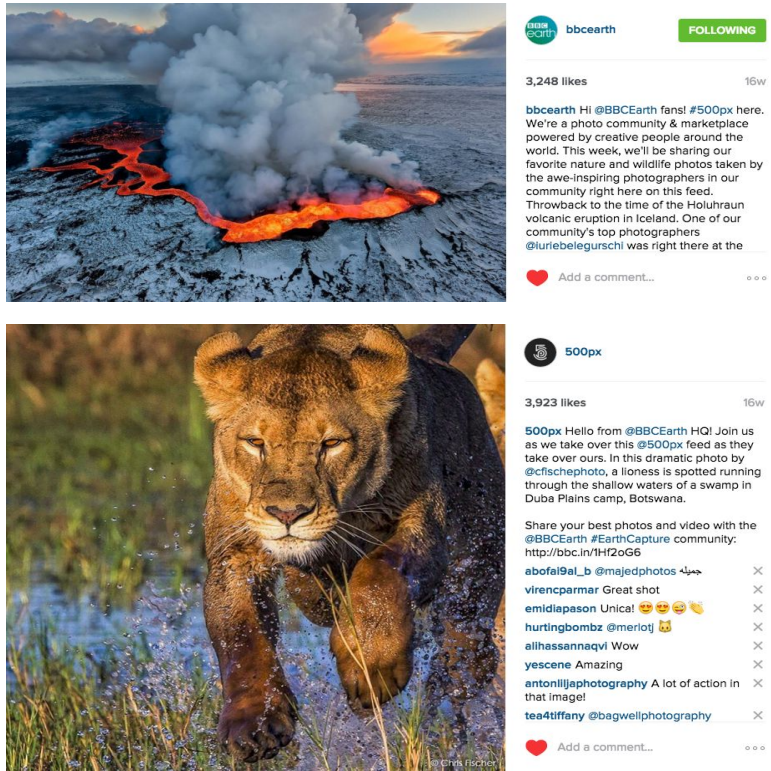 BBC
earth
bbcearth
FOLLOWING
3,248 likes
16w
bbcearth Hi @BBCEarth fans! #500px here.
We're a photo community & marketplace
powered by creative people around the
world. This week, we'll be sharing our
favorite nature and wildlife photos taken by
the awe-inspiring photographers in our
community right here on this feed.
Throwback to the time of the Holuhraun
volcanic eruption in Iceland. One of our
community's top photographers
@iuriebelegurschi was right there at the
Add a comment...
5
500px
3,923 likes
16w
500px Hello from @BBCEarth HQ! Join us
as we take over this @500px feed as they
take over ours. In this dramatic photo by
@cfischephoto, a lioness is spotted running
through the shallow waters of a swamp in
Duba Plains camp, Botswana.
Share your best photos and video with the
@BBCEarth #EarthCapture community:
http://bbc.in/1Hf2oG6
abofai9al_b @majedphotos جميله
virencparmar Great shot
emidiapason Unica! 😍😍😜👏
hurtingbombz @merlotj 🐱
alihassannaqvi Wow
yescene Amazing
antonliljaphotography A lot of action in
that image!
tea4tiffany @bagwellphotography
Add a comment...
© Chris Fischer